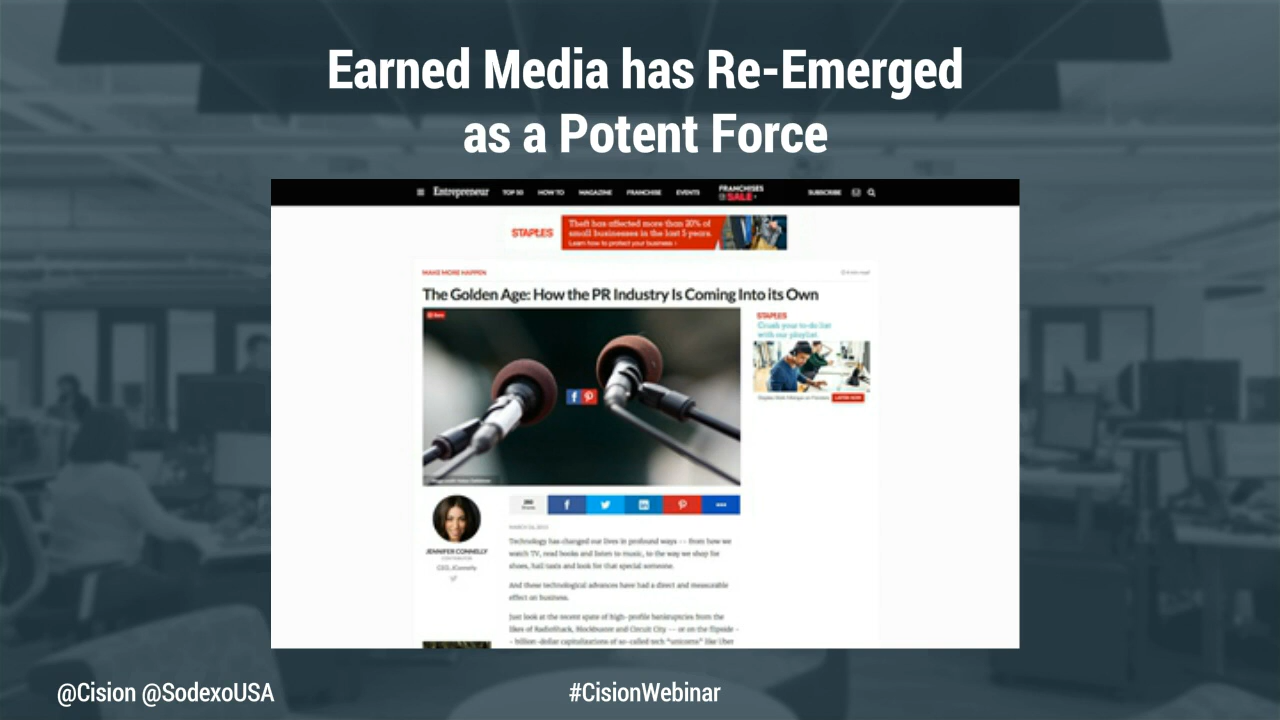 Earned Media has Re-Emerged
as a Potent Force
Entrepreneur TOP 50 HOW TO MAGAZINE FRANCHISE EVENTS FRANCHISES SUBSCRIBE
SALE
STAPLES Theft has affected more than 20% of
small businesses in the last 5 years.
Learn how to protect your business ›
MAKE MORE HAPPEN
The Golden Age: How the PR Industry Is Coming Into its Own
STAPLES
Crush your to-do list
with our playlist.
LISTEN NOW
Shares
JENNIFER CONNELLY
CONTRIBUTOR
CEO, JConnelly
Technology has changed our lives in profound ways -- from how we
watch TV, read books and listen to music, to the way we shop for
shoes, hail taxis and look for that special someone.
And these technological advances have had a direct and measurable
effect on business.
Just look at the recent spate of high-profile bankruptcies from the
likes of RadioShack, Blockbuster and Circuit City -- or on the flipside -
- billion-dollar capitalizations of so-called tech "unicorns" like Uber
@Cision @SodexoUSA
#CisionWebinar